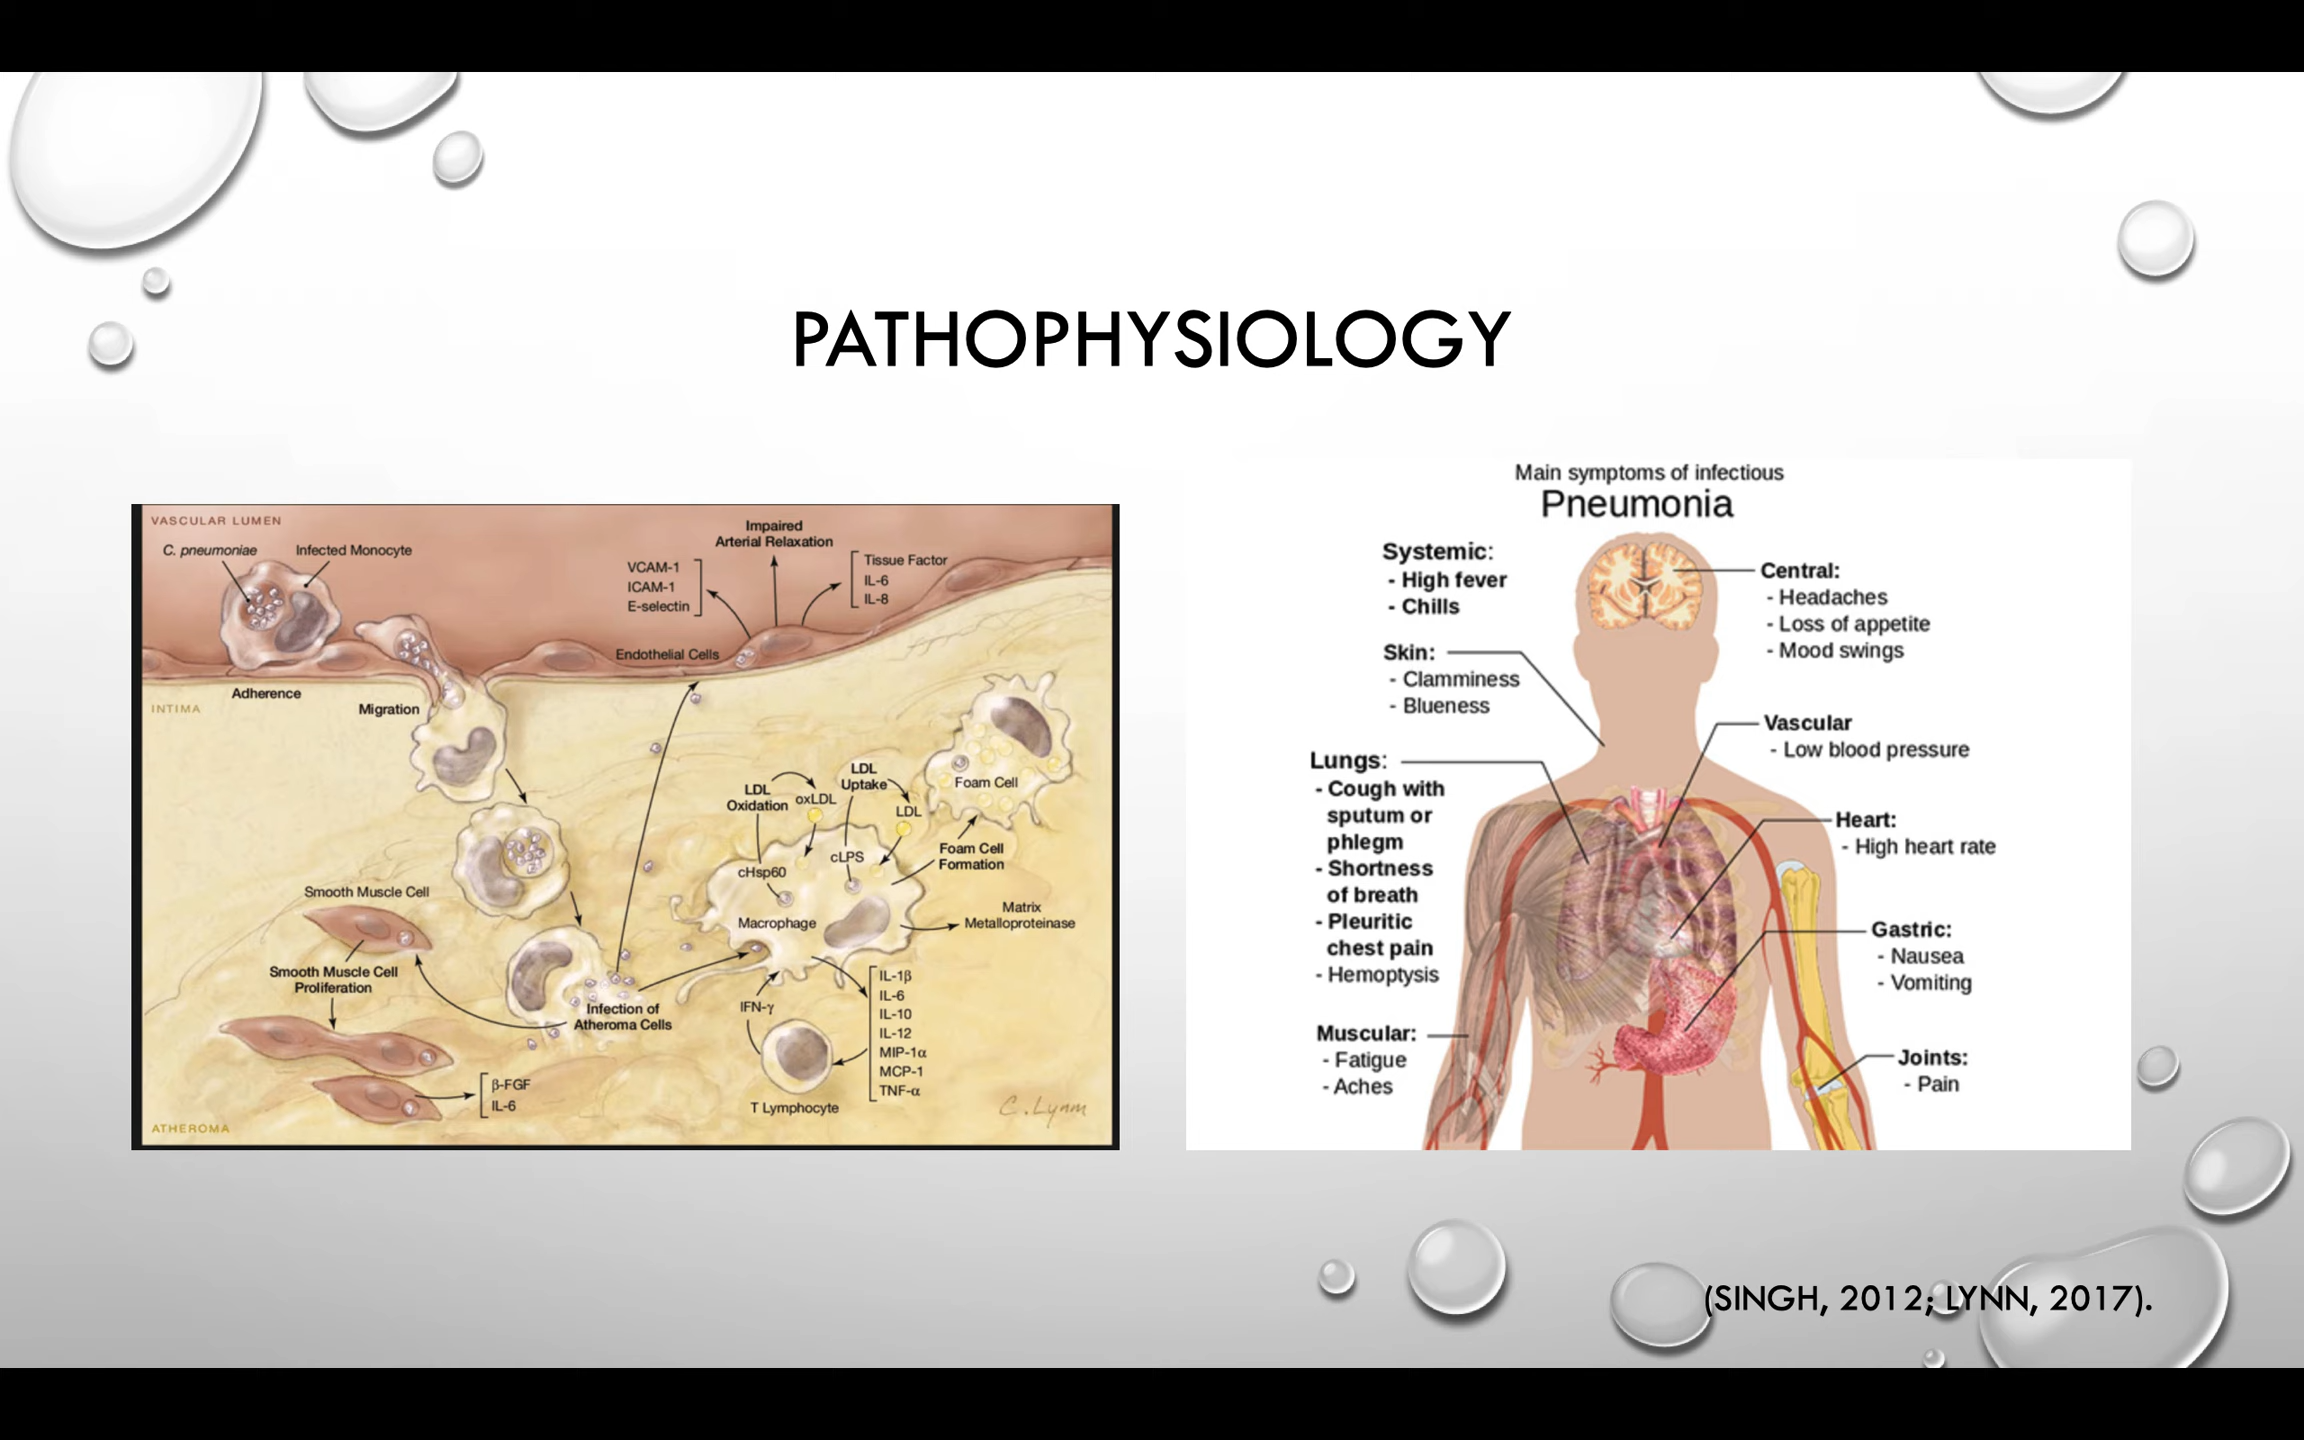 PATHOPHYSIOLOGY
VASCULAR LUMEN
C. pneumoniae
Infected Monocyte
Adherence
INTIMA
Migration
VCAM-1
ICAM-1
E-selectin
Impaired
Arterial Relaxation
Tissue Factor
IL-6
IL-8
Endothelial Cells
LDL
Oxidation
oxLDL
LDL
Uptake
LDL
Foam Cell
cHsp60
cLPS
Foam Cell
Formation
Macrophage
Matrix
Metalloproteinase
Smooth Muscle Cell
Smooth Muscle Cell
Proliferation
Infection of
Atheroma Cells
IFN-γ
IL-1β
IL-6
IL-10
IL-12
MIP-1α
MCP-1
TNF-α
T Lymphocyte
β-FGF
IL-6
ATHEROMA
C. Lynm
Main symptoms of infectious
Pneumonia
Systemic:
- High fever
- Chills
Skin:
- Clamminess
- Blueness
Lungs:
- Cough with
sputum or
phlegm
- Shortness
of breath
- Pleuritic
chest pain
- Hemoptysis
Muscular:
- Fatigue
- Aches
Central:
- Headaches
- Loss of appetite
- Mood swings
Vascular
- Low blood pressure
Heart:
- High heart rate
Gastric:
- Nausea
- Vomiting
Joints:
- Pain
(SINGH, 2012; LYNN, 2017).